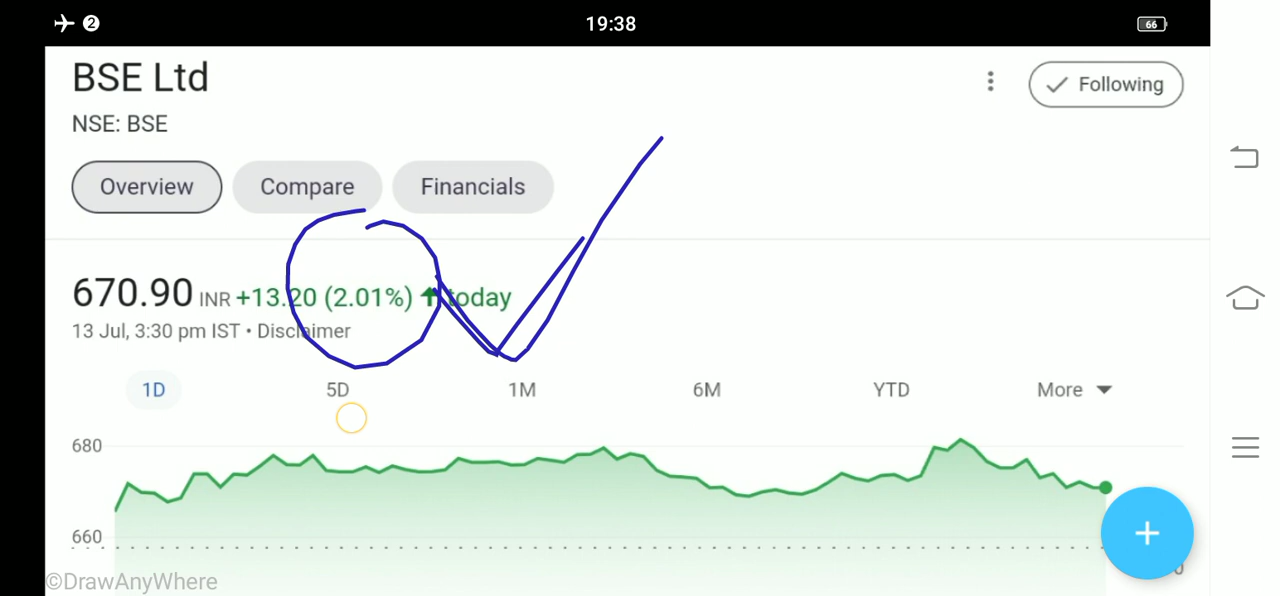 2 19:38 66
BSE Ltd
Following
NSE: BSE
Overview Compare Financials
670.90 INR +13.20 (2.01%) ↑ today
13 Jul, 3:30 pm IST • Disclaimer
1D 5D 1M 6M YTD More
680
660
+
©DrawAnyWhere